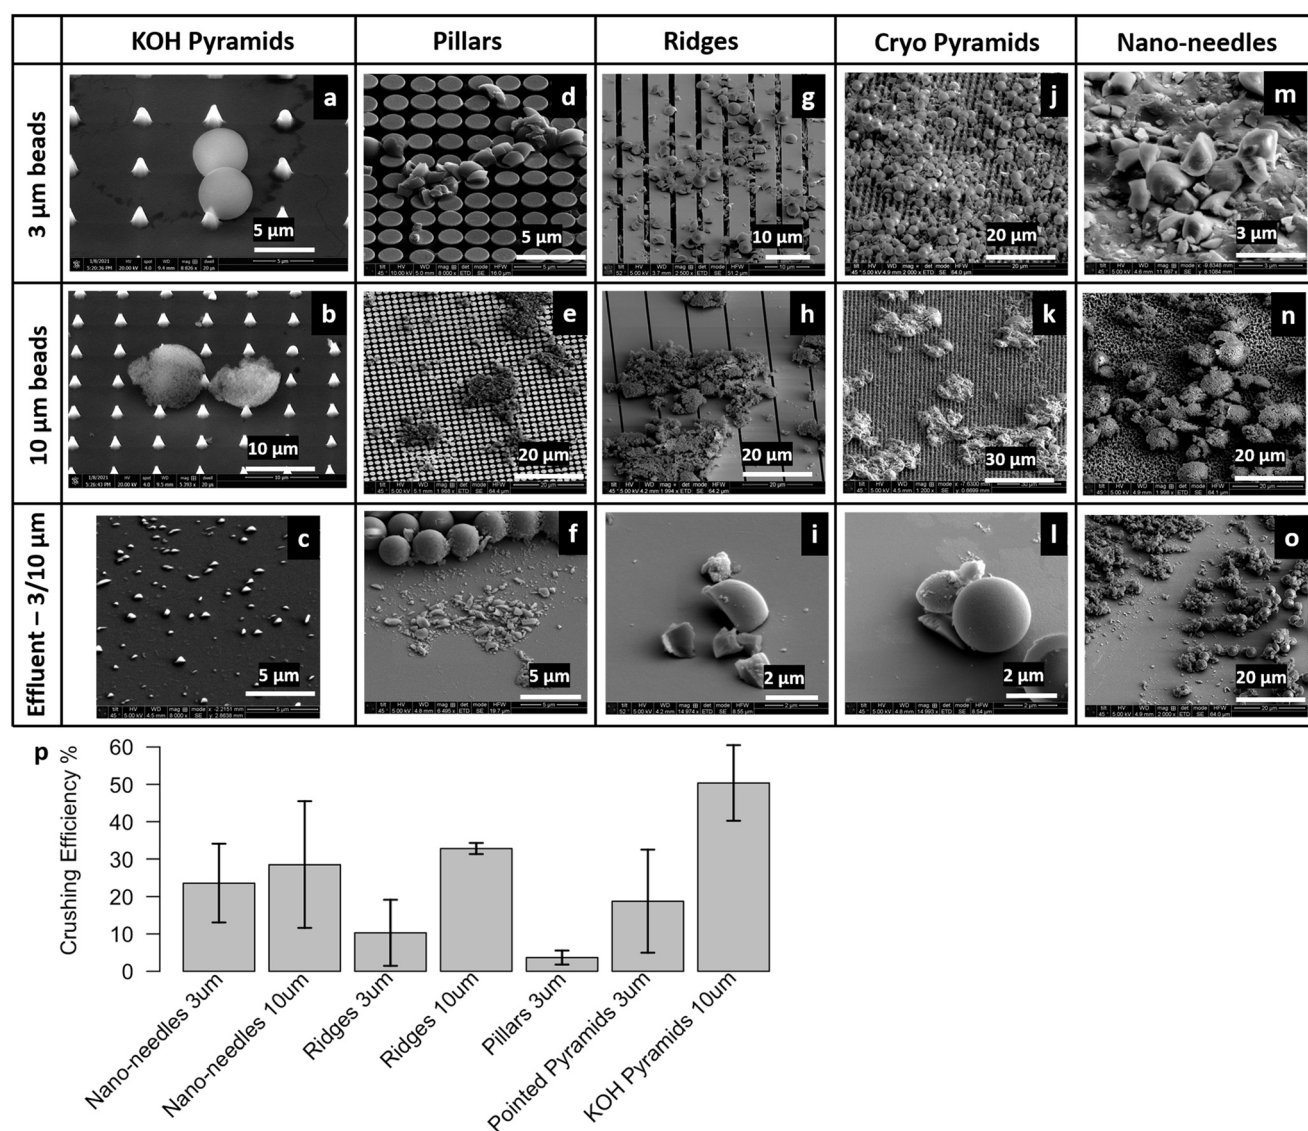 KOH Pyramids
Pillars
Ridges
Cryo Pyramids
Nano-needles
3 µm beads
a
5 µm
d
5 µm
g
10 µm
j
20 µm
m
3 µm
10 µm beads
b
10 µm
e
20 µm
h
20 µm
k
30 µm
n
20 µm
Effluent – 3/10 µm
c
5 µm
f
5 µm
i
2 µm
l
2 µm
o
20 µm
p
Crushing Efficiency %
60
50
40
30
20
10
0
Nano-needles 3um
Nano-needles 10um
Ridges 3um
Ridges 10um
Pillars 3um
Pointed Pyramids 3um
KOH Pyramids 10um